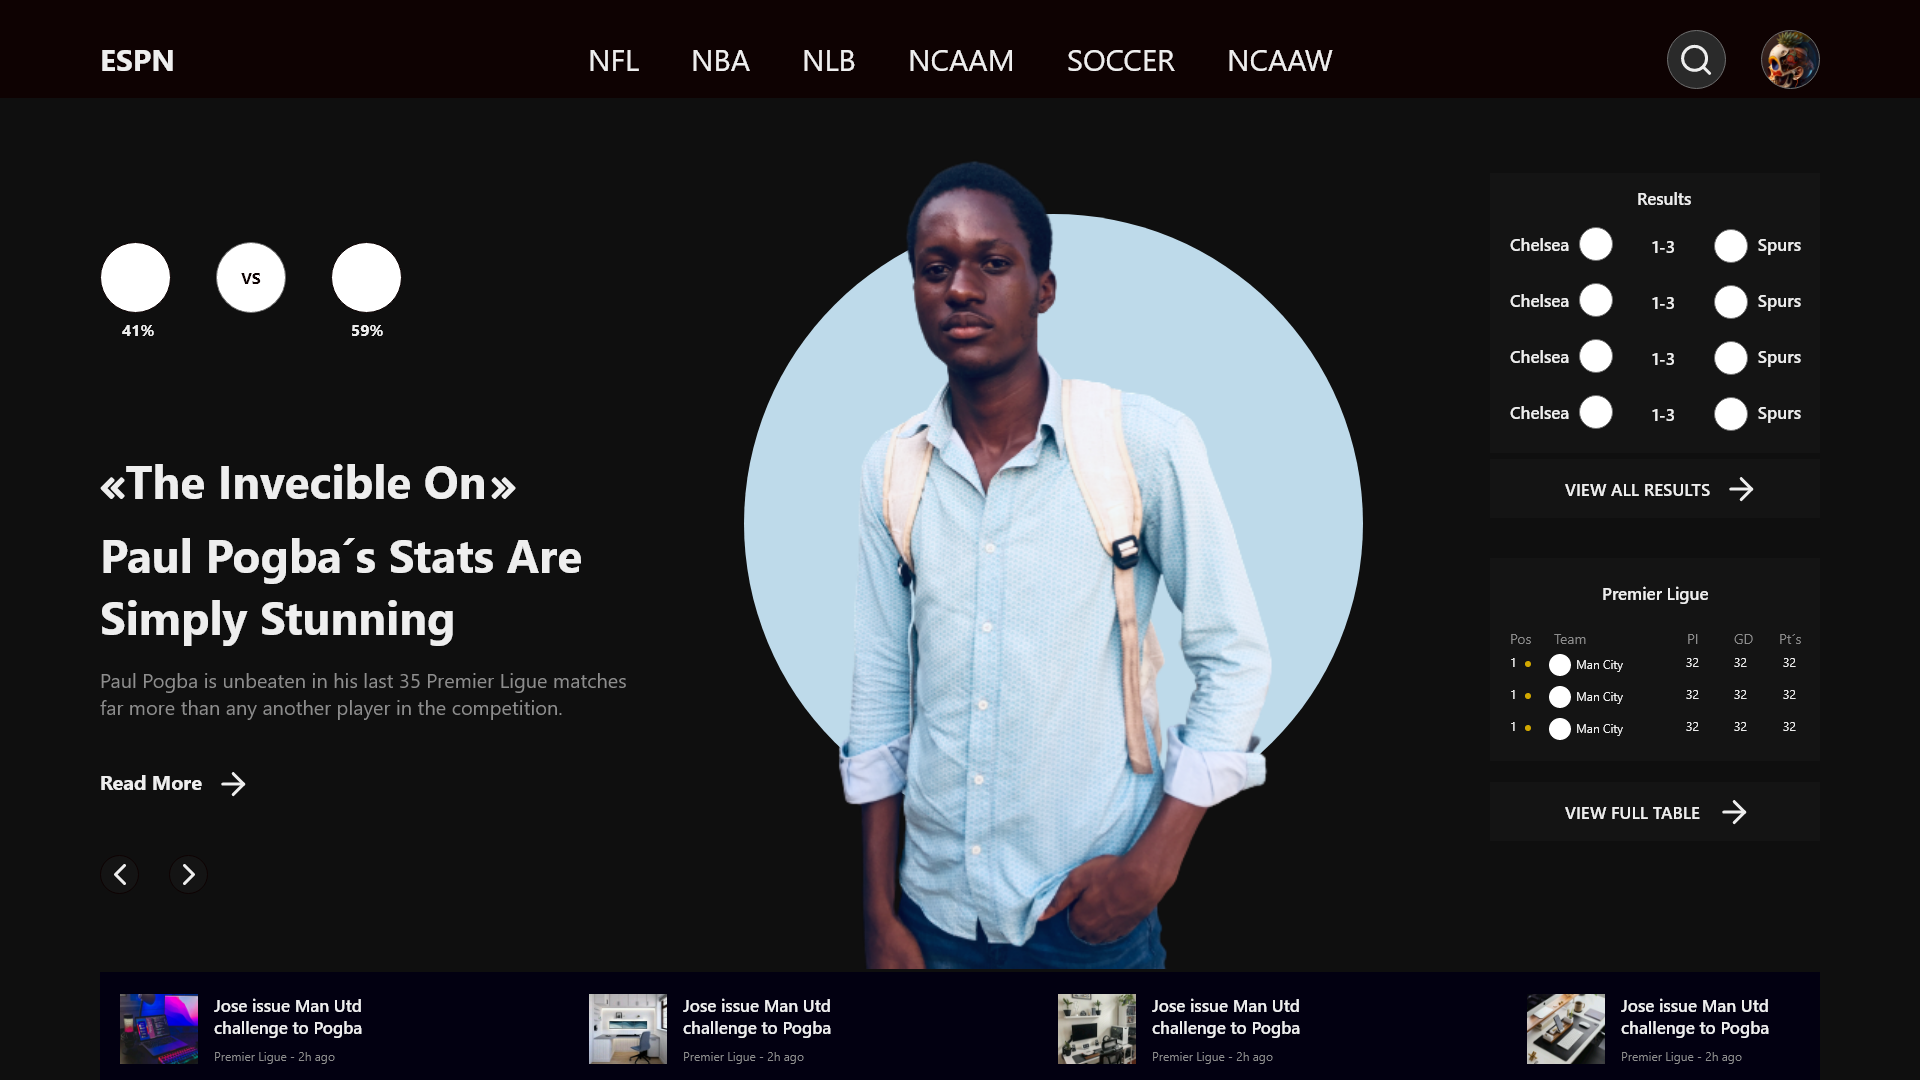 ESPN
NFL NBA NLB NCAAM SOCCER NCAAW
VS
41% 59%
«The Invecible On»
Paul Pogba´s Stats Are
Simply Stunning
Paul Pogba is unbeaten in his last 35 Premier Ligue matches
far more than any another player in the competition.
Read More
Results
Chelsea 1-3 Spurs
Chelsea 1-3 Spurs
Chelsea 1-3 Spurs
Chelsea 1-3 Spurs
VIEW ALL RESULTS
Premier Ligue
Pos Team Pl GD Pt´s
1 Man City 32 32 32
1 Man City 32 32 32
1 Man City 32 32 32
VIEW FULL TABLE
Jose issue Man Utd
challenge to Pogba
Premier Ligue - 2h ago
Jose issue Man Utd
challenge to Pogba
Premier Ligue - 2h ago
Jose issue Man Utd
challenge to Pogba
Premier Ligue - 2h ago
Jose issue Man Utd
challenge to Pogba
Premier Ligue - 2h ago